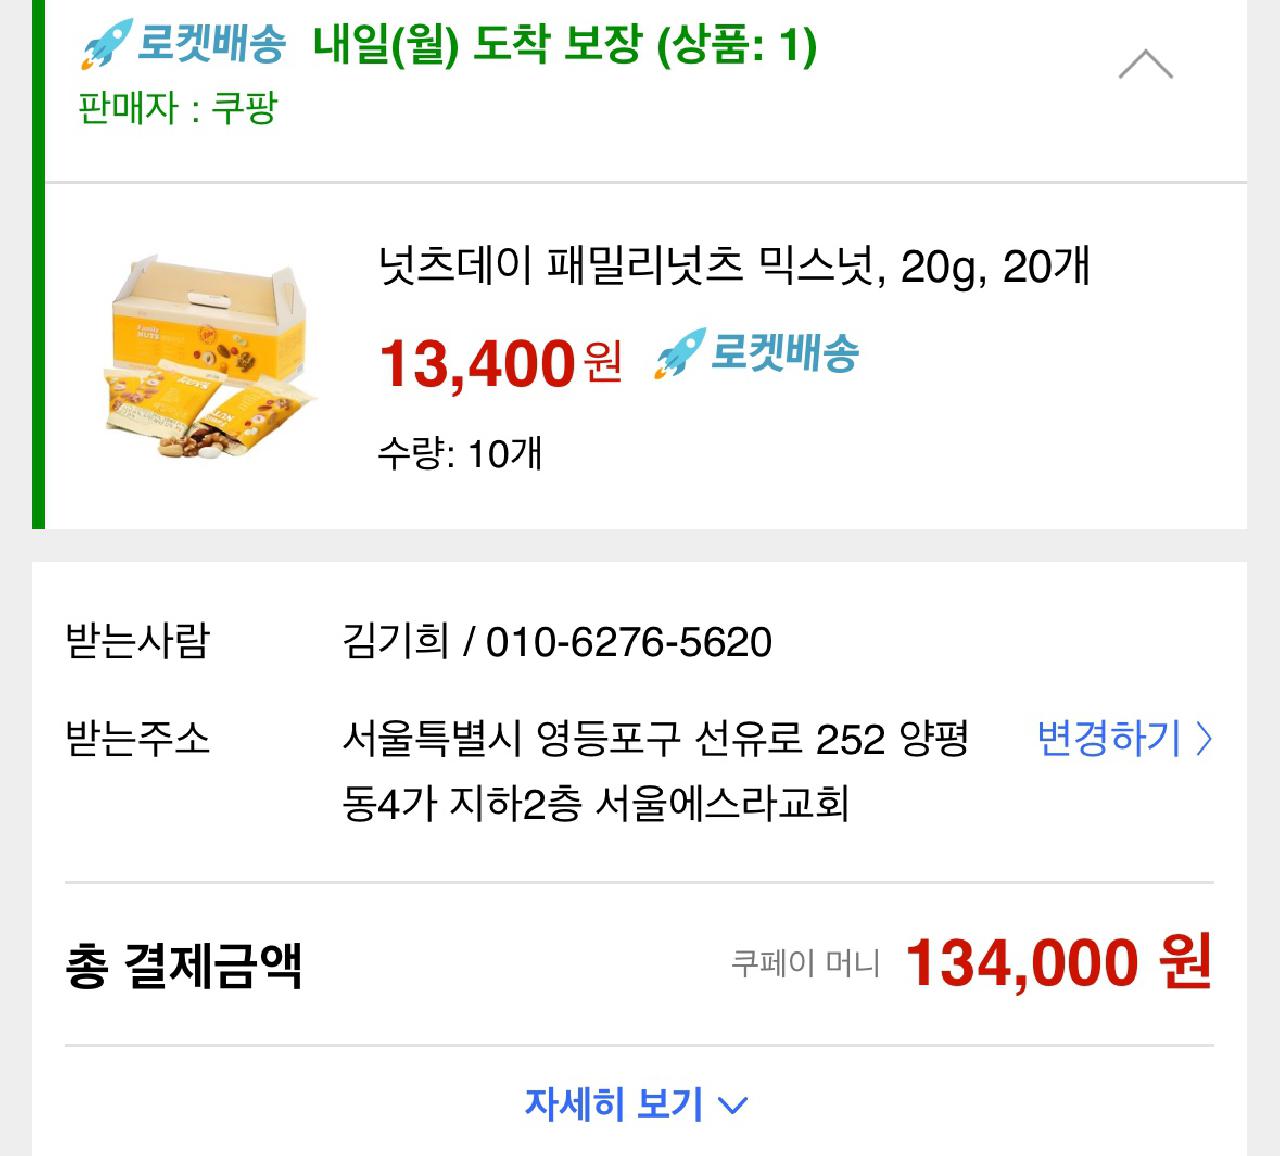 로켓배송 내일(월) 도착 보장 (상품: 1)
판매자 : 쿠팡
넛츠데이 패밀리넛츠 믹스넛, 20g, 20개
13,400원 로켓배송
수량: 10개
Family
NUTS
받는사람 김기희 / 010-6276-5620
받는주소 서울특별시 영등포구 선유로 252 양평 변경하기 〉
동4가 지하2층 서울에스라교회
총 결제금액 쿠페이 머니 134,000 원
자세히 보기